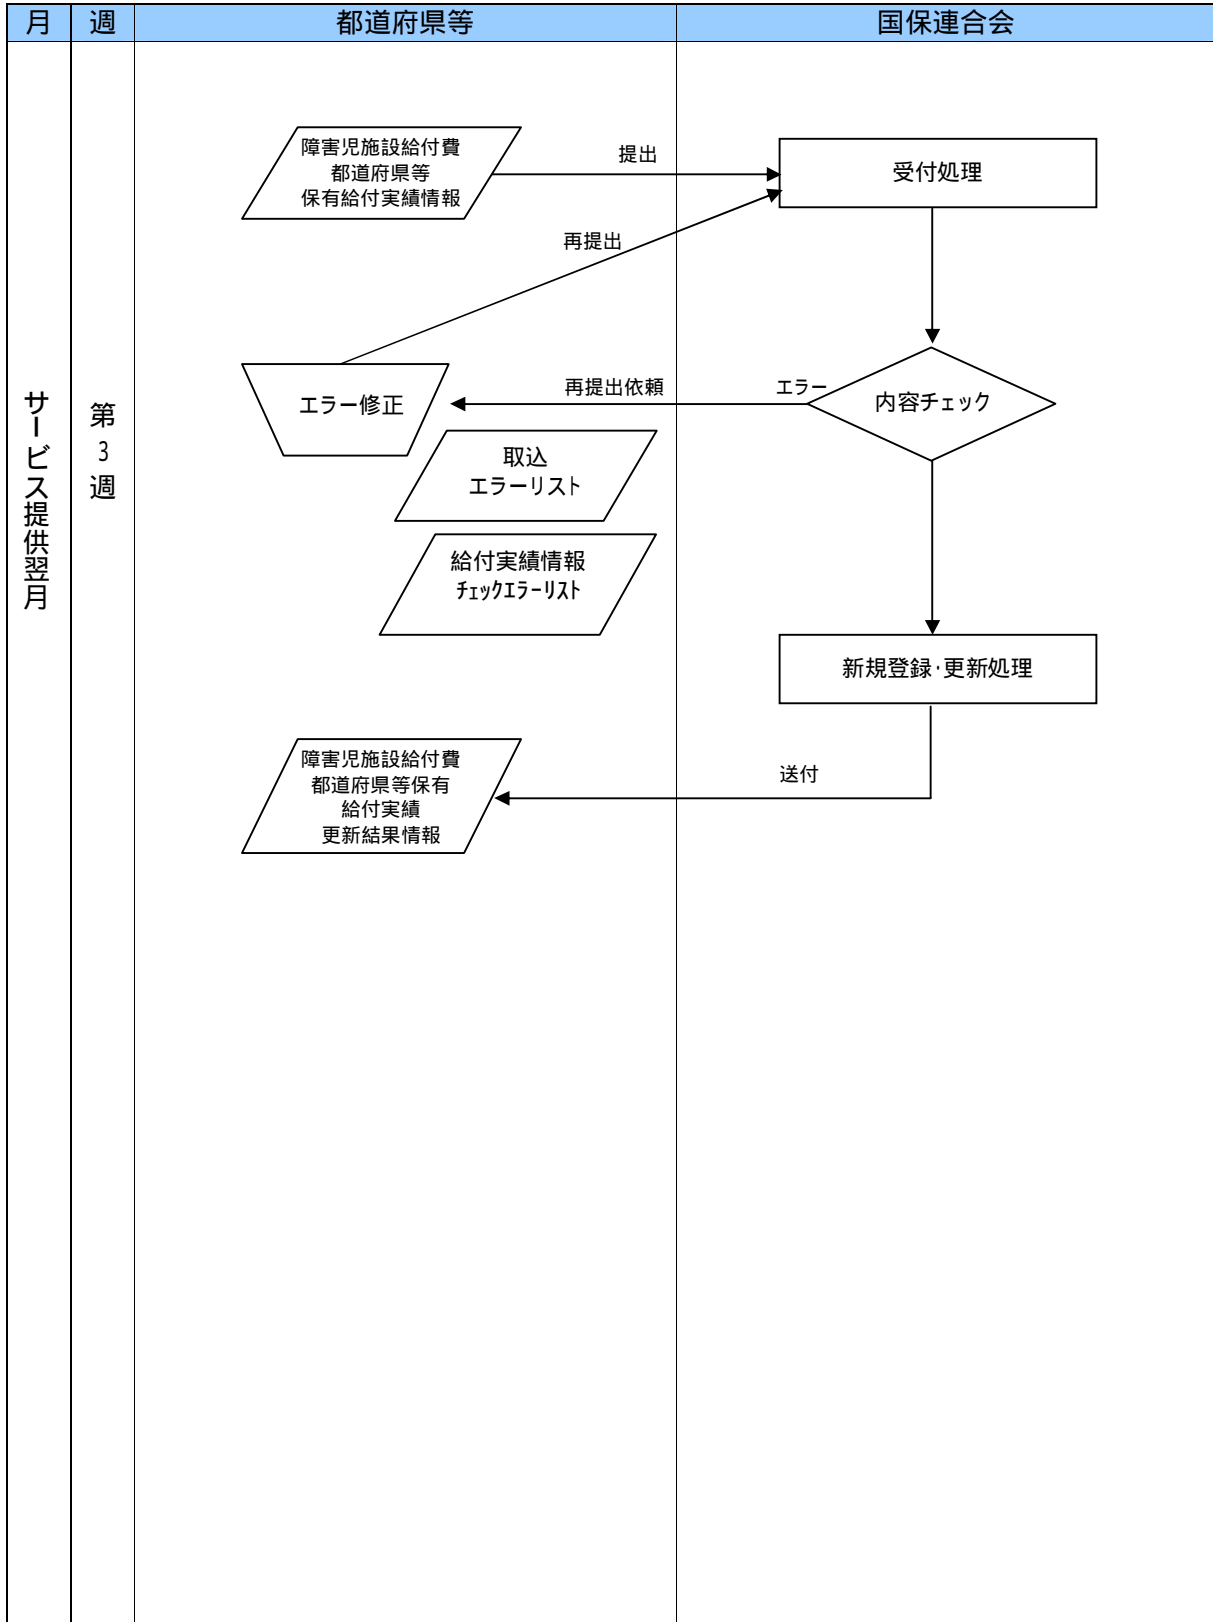 月
週
都道府県等
国保連合会
障害児施設給付費
都道府県等
保有給付実績情報
提出
受付処理
再提出
サービス提供翌月
第3週
エラー修正
再提出依頼
エラー
内容チェック
取込
エラーリスト
給付実績情報
ﾁｪｯｸｴﾗｰﾘｽﾄ
新規登録･更新処理
障害児施設給付費
都道府県等保有
給付実績
更新結果情報
送付